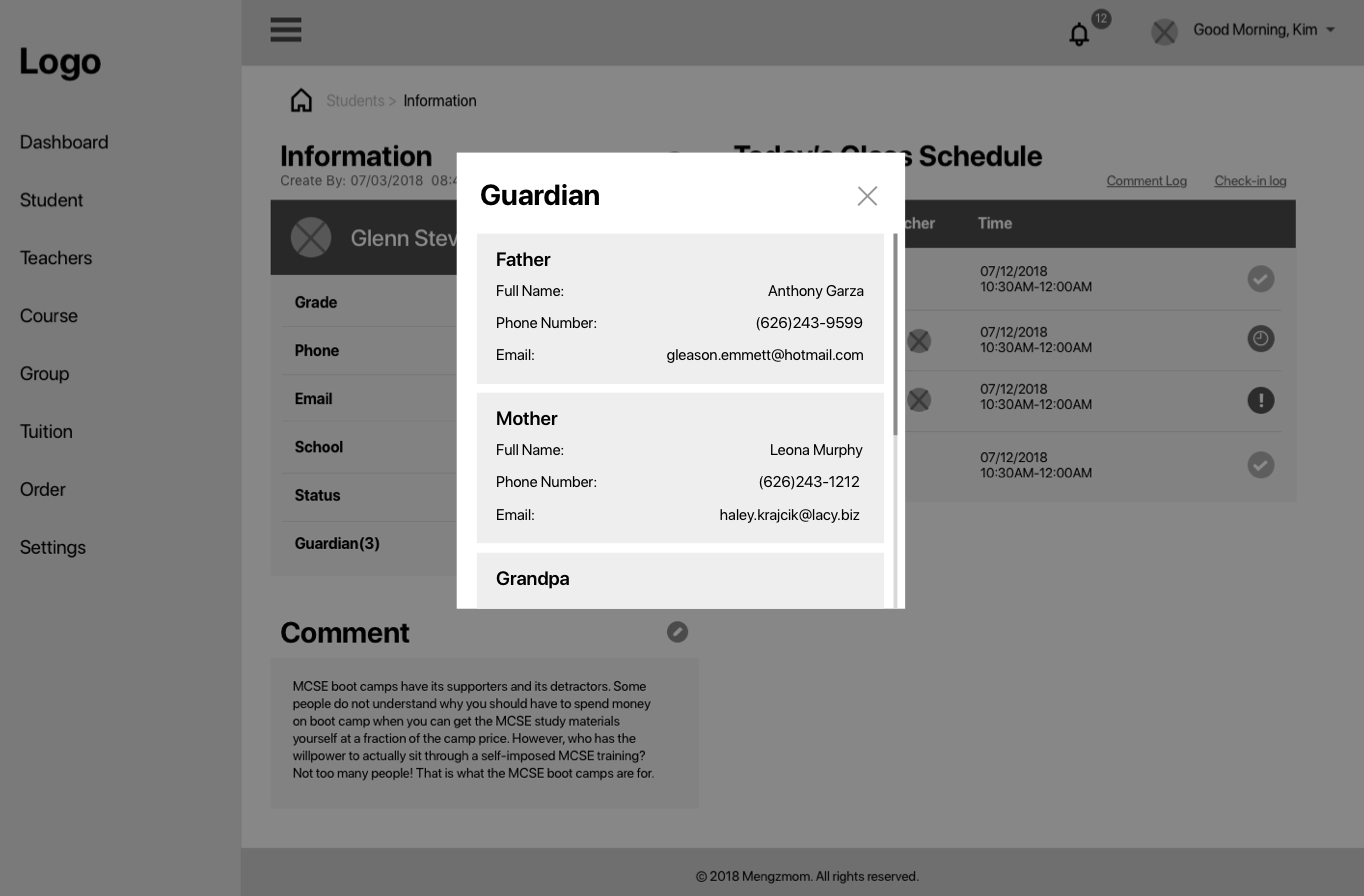 Logo
Dashboard
Student
Teachers
Course
Group
Tuition
Order
Settings
12
Good Morning, Kim
Students > Information
Information
Create By: 07/03/2018 08:4
Glenn Stev
Grade
Phone
Email
School
Status
Guardian(3)
Comment
MCSE boot camps have its supporters and its detractors. Some
people do not understand why you should have to spend money
on boot camp when you can get the MCSE study materials
yourself at a fraction of the camp price. However, who has the
willpower to actually sit through a self-imposed MCSE training?
Not too many people! That is what the MCSE boot camps are for.
Guardian
Father
Full Name: Anthony Garza
Phone Number: (626)243-9599
Email: gleason.emmett@hotmail.com
Mother
Full Name: Leona Murphy
Phone Number: (626)243-1212
Email: haley.krajcik@lacy.biz
Grandpa
Today's Class Schedule
Comment Log Check-in log
cher Time
07/12/2018
10:30AM-12:00AM
07/12/2018
10:30AM-12:00AM
07/12/2018
10:30AM-12:00AM
07/12/2018
10:30AM-12:00AM
© 2018 Mengzmom. All rights reserved.